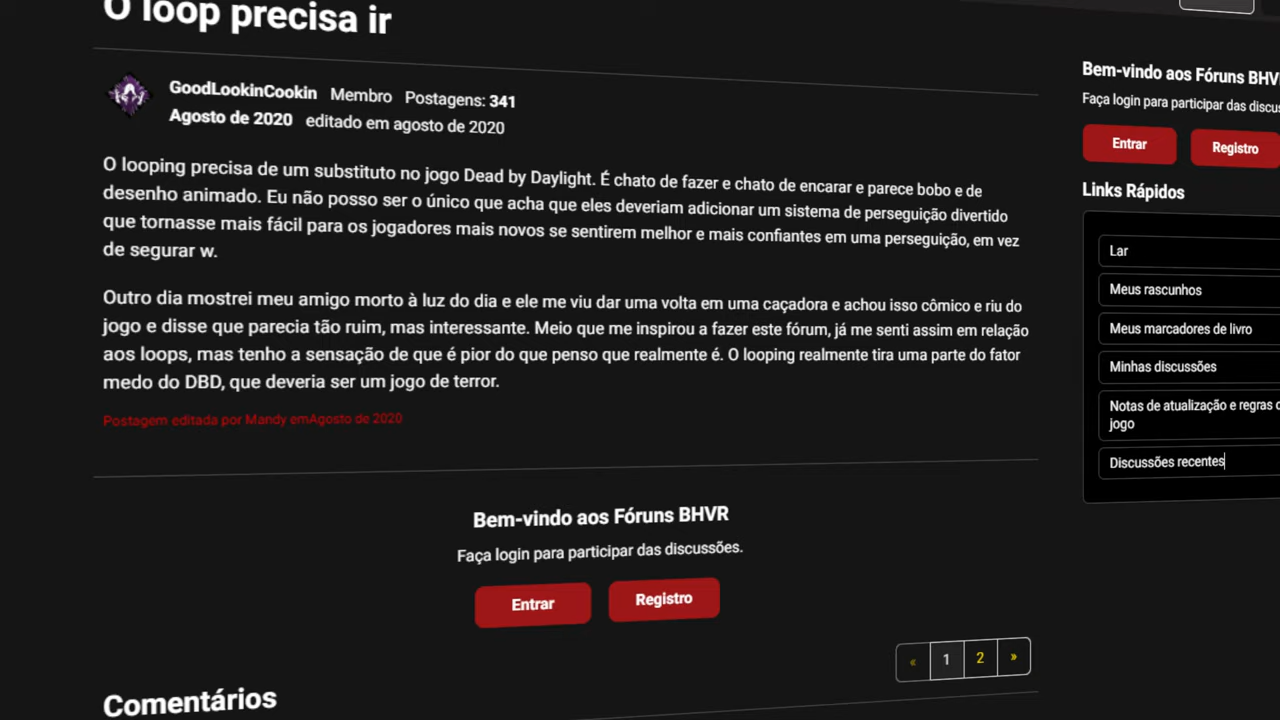 O loop precisa ir
GoodLookinCookin Membro Postagens: 341
Agosto de 2020 editado em agosto de 2020
O looping precisa de um substituto no jogo Dead by Daylight. É chato de fazer e chato de encarar e parece bobo e de
desenho animado. Eu não posso ser o único que acha que eles deveriam adicionar um sistema de perseguição divertido
que tornasse mais fácil para os jogadores mais novos se sentirem melhor e mais confiantes em uma perseguição, em vez
de segurar w.
Outro dia mostrei meu amigo morto à luz do dia e ele me viu dar uma volta em uma caçadora e achou isso cômico e riu do
jogo e disse que parecia tão ruim, mas interessante. Meio que me inspirou a fazer este fórum, já me senti assim em relação
aos loops, mas tenho a sensação de que é pior do que penso que realmente é. O looping realmente tira uma parte do fator
medo do DBD, que deveria ser um jogo de terror.
Postagem editada por Mandy emAgosto de 2020
Bem-vindo aos Fóruns BHVR
Faça login para participar das discussões.
Entrar Registro
« 1 2 »
Comentários
Bem-vindo aos Fóruns BHVR
Faça login para participar das discus
Entrar Registro
Links Rápidos
Lar
Meus rascunhos
Meus marcadores de livro
Minhas discussões
Notas de atualização e regras
jogo
Discussões recentes